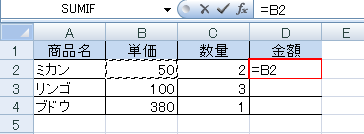 SUMIF =B2
A B C D
1 商品名 単価 数量 金額
2 ミカン 50 2 =B2
3 リンゴ 100 3
4 ブドウ 380 1
5